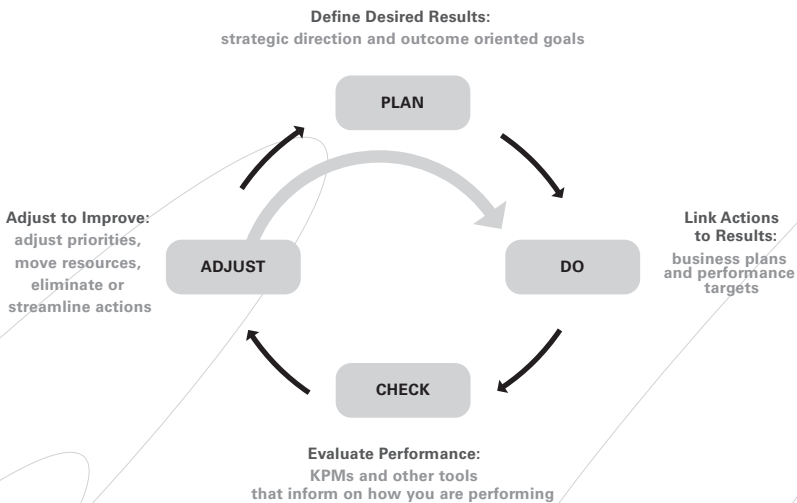 Define Desired Results:
strategic direction and outcome oriented goals
PLAN
Adjust to Improve:
adjust priorities,
move resources,
eliminate or
streamline actions
ADJUST
DO
Link Actions
to Results:
business plans
and performance
targets
CHECK
Evaluate Performance:
KPMs and other tools
that inform on how you are performing